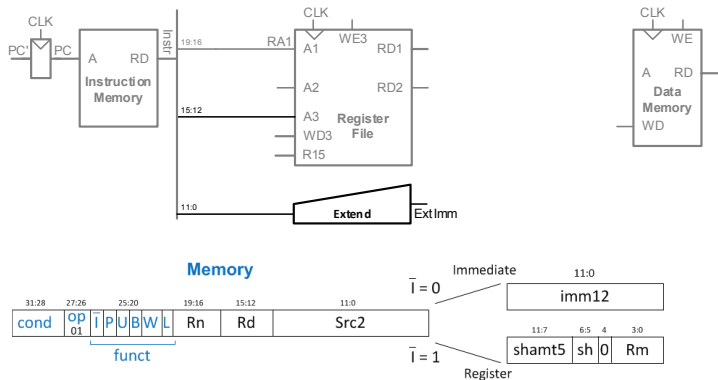 CLK
CLK
CLK
PC' PC
A RD
Instruction
Memory
Instr
19:16
RA1
A1
WE3
RD1
A2
RD2
15:12
A3
Register
File
WD3
R15
WE
A RD
Data
Memory
WD
11:0
Extend
ExtImm
Memory
31:28 27:26 25:20 19:16 15:12 11:0
cond op 01 I̅ P U B W L Rn Rd Src2
funct
I̅ = 0
Immediate
11:0
imm12
I̅ = 1
Register
11:7 6:5 4 3:0
shamt5 sh 0 Rm